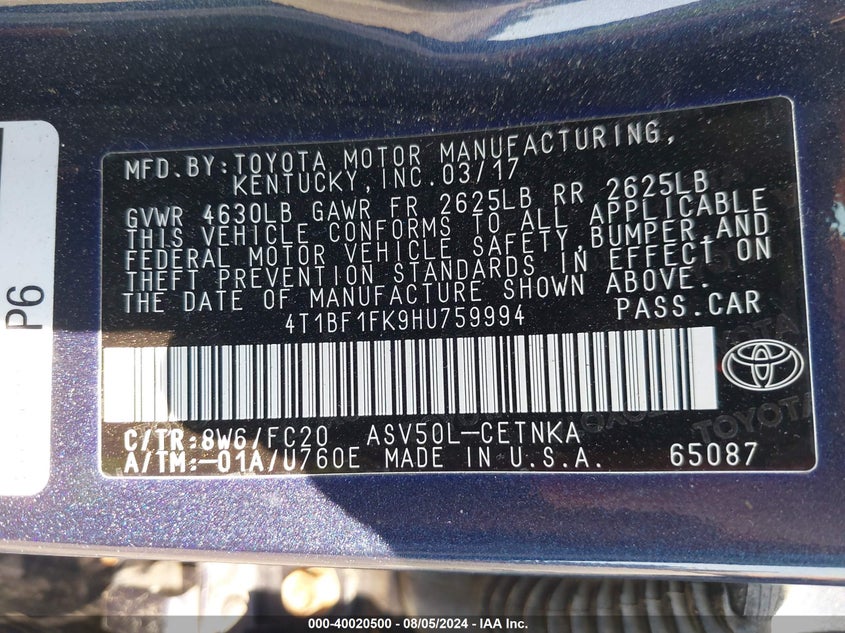 MFD. BY: TOYOTA MOTOR MANUFACTURING,
KENTUCKY, INC. 03/17
GVWR 4630LB GAWR FR 2625LB RR 2625LB
THIS VEHICLE CONFORMS TO ALL APPLICABLE
FEDERAL MOTOR VEHICLE SAFETY, BUMPER, AND
THEFT PREVENTION STANDARDS IN EFFECT ON
THE DATE OF MANUFACTURE SHOWN ABOVE.
4T1BF1FK9HU759994 PASS. CAR
C/TR: 8W6/FC20 ASV50L-CETNKA
A/TM: -01A/U760E MADE IN U.S.A. 65087
P6
TOYOTA
000-40020500 - 08/05/2024 - IAA Inc.